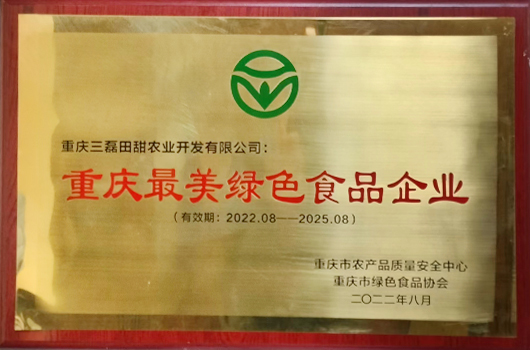 重庆三磊田甜农业开发有限公司：
重庆最美绿色食品企业
（有效期：2022.08——2025.08）
重庆市农产品质量安全中心
重庆市绿色食品协会
二〇二二年八月